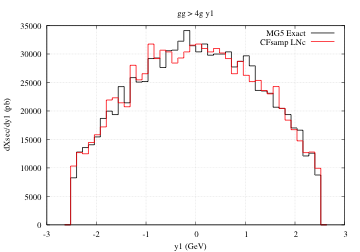 gg > 4g y1
MG5 Exact
CFsamp LNc
35000
30000
25000
20000
15000
10000
5000
0
dXsec/dy1 (pb)
-3 -2 -1 0 1 2 3
y1 (GeV)